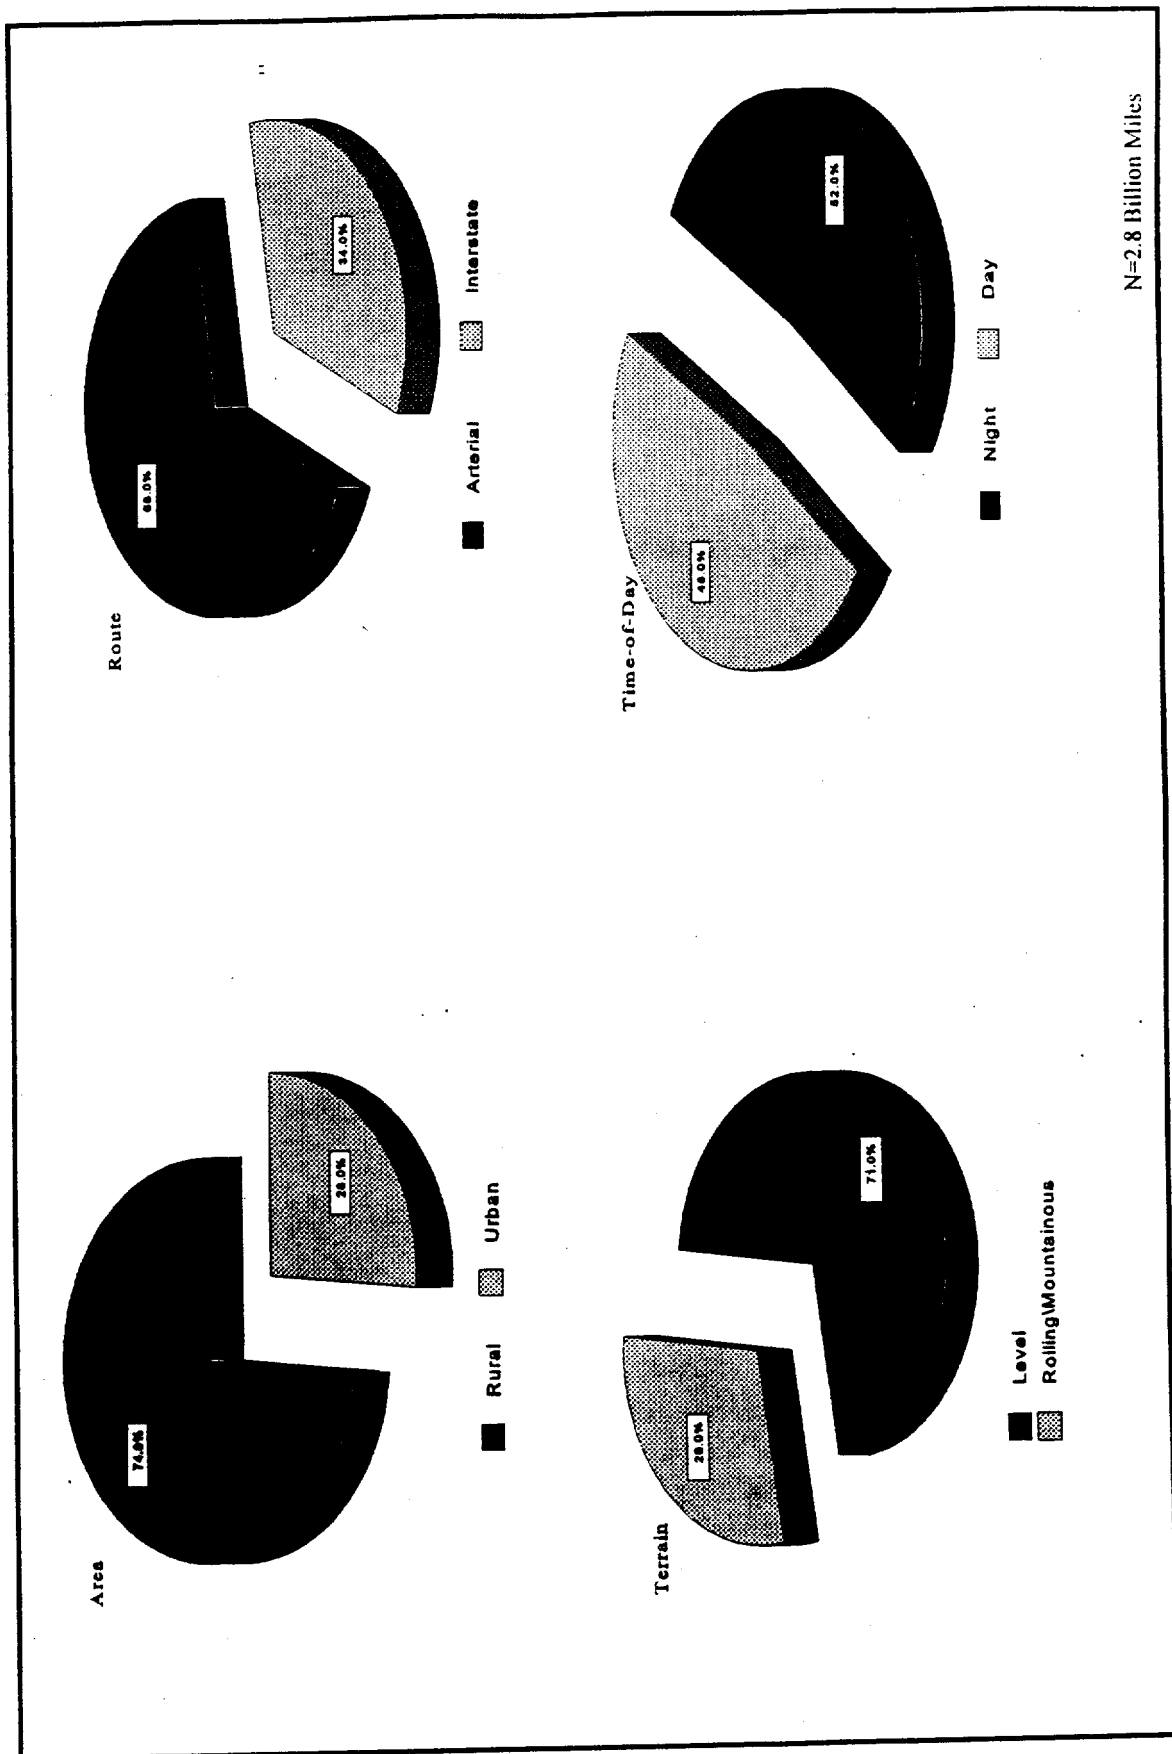 Area
74.0%
26.0%
Rural
Urban
Route
66.0%
34.0%
Arterial
Interstate
Terrain
29.0%
71.0%
Level
Rolling\Mountainous
Time-of-Day
48.0%
52.0%
Night
Day
N=2.8 Billion Miles